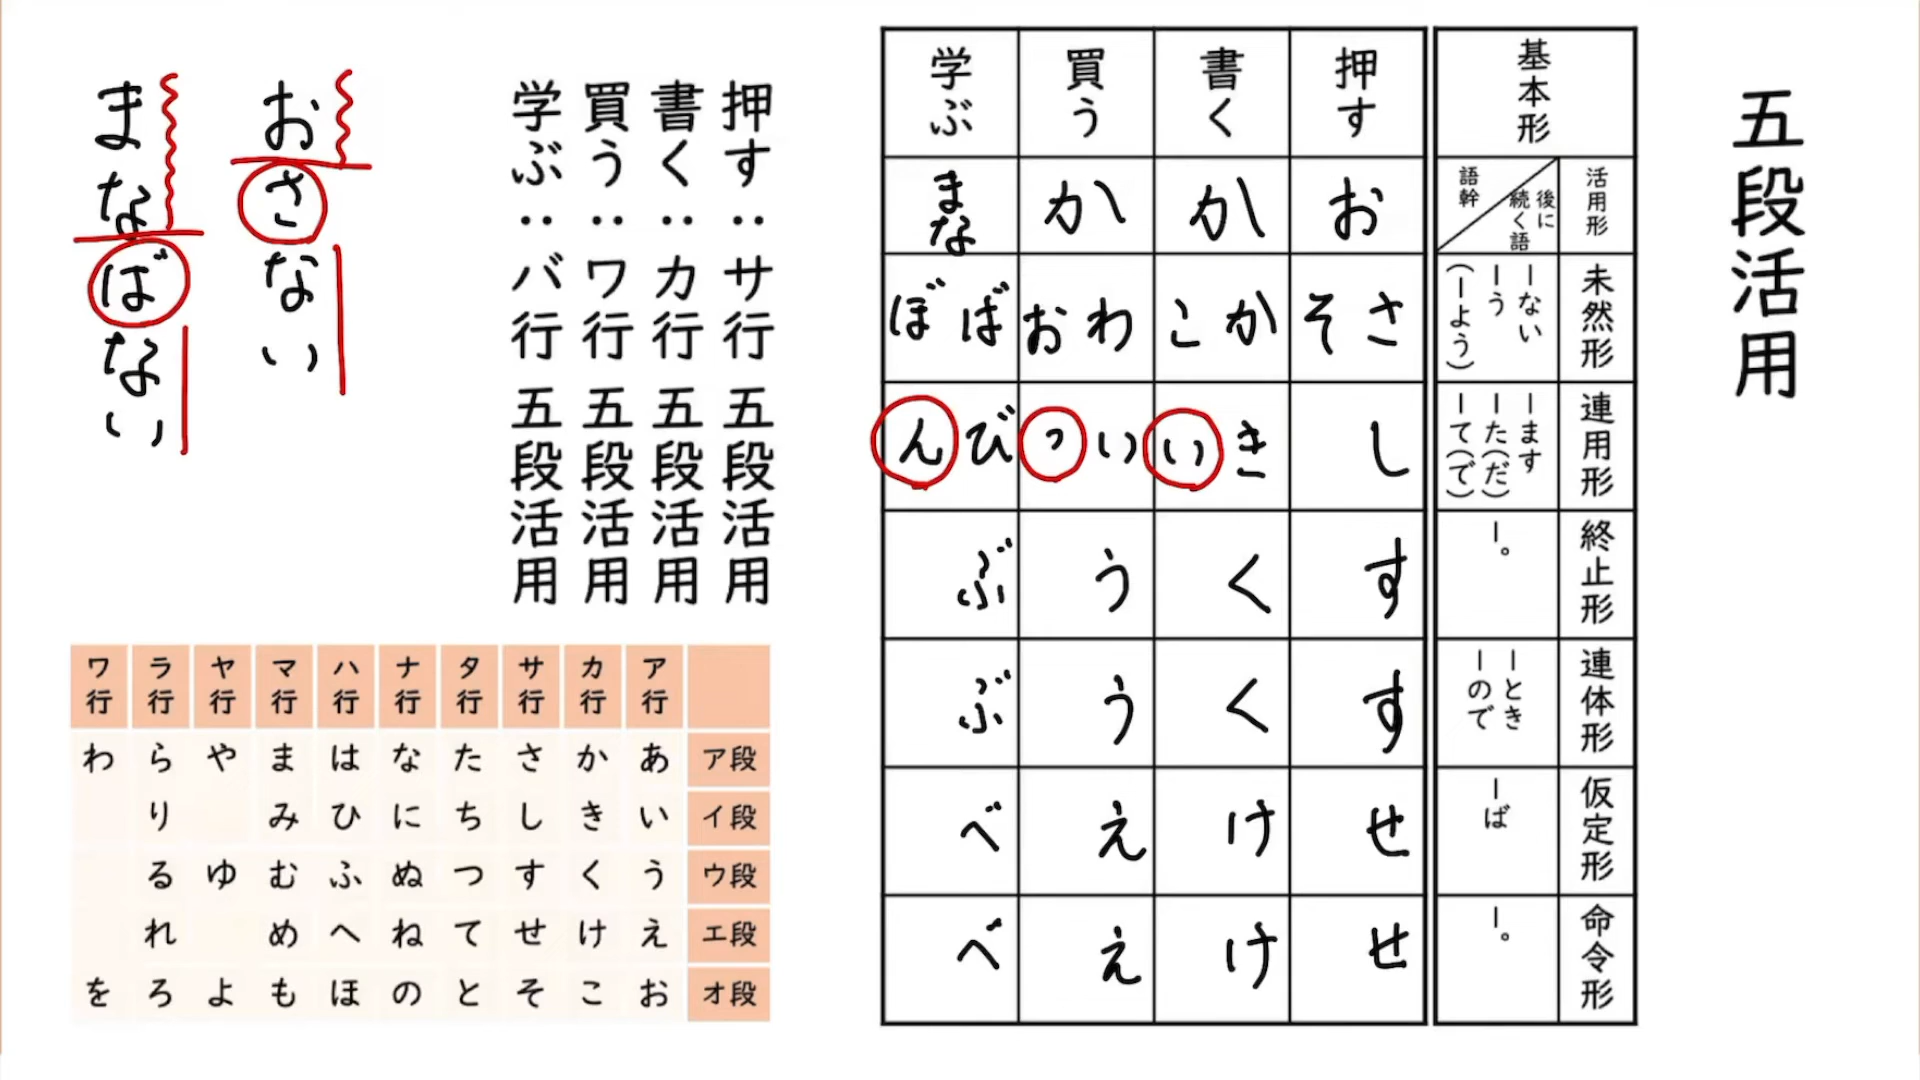 五段活用
基本形
活用形
後に続く語
語幹
未然形
ーない
ーう
(ーよう)
連用形
ーます
ーた(だ)
ーて(で)
終止形
ー。
連体形
ーとき
ーので
仮定形
ーば
命令形
ー。
押す
お
さ
そ
し
す
す
せ
せ
書く
か
か
こ
き
い
く
く
け
け
買う
か
わ
お
い
っ
う
う
え
え
学ぶ
まな
ば
ぼ
び
ん
ぶ
ぶ
べ
べ
押す：サ行五段活用
書く：カ行五段活用
買う：ワ行五段活用
学ぶ：バ行五段活用
おさない
まなばない
ワ行 ラ行 ヤ行 マ行 ハ行 ナ行 タ行 サ行 カ行 ア行
わ ら や ま は な た さ か あ ア段
り み ひ に ち し き い イ段
る ゆ む ふ ぬ つ す く う ウ段
れ め へ ね て せ け え エ段
を ろ よ も ほ の と そ こ お オ段